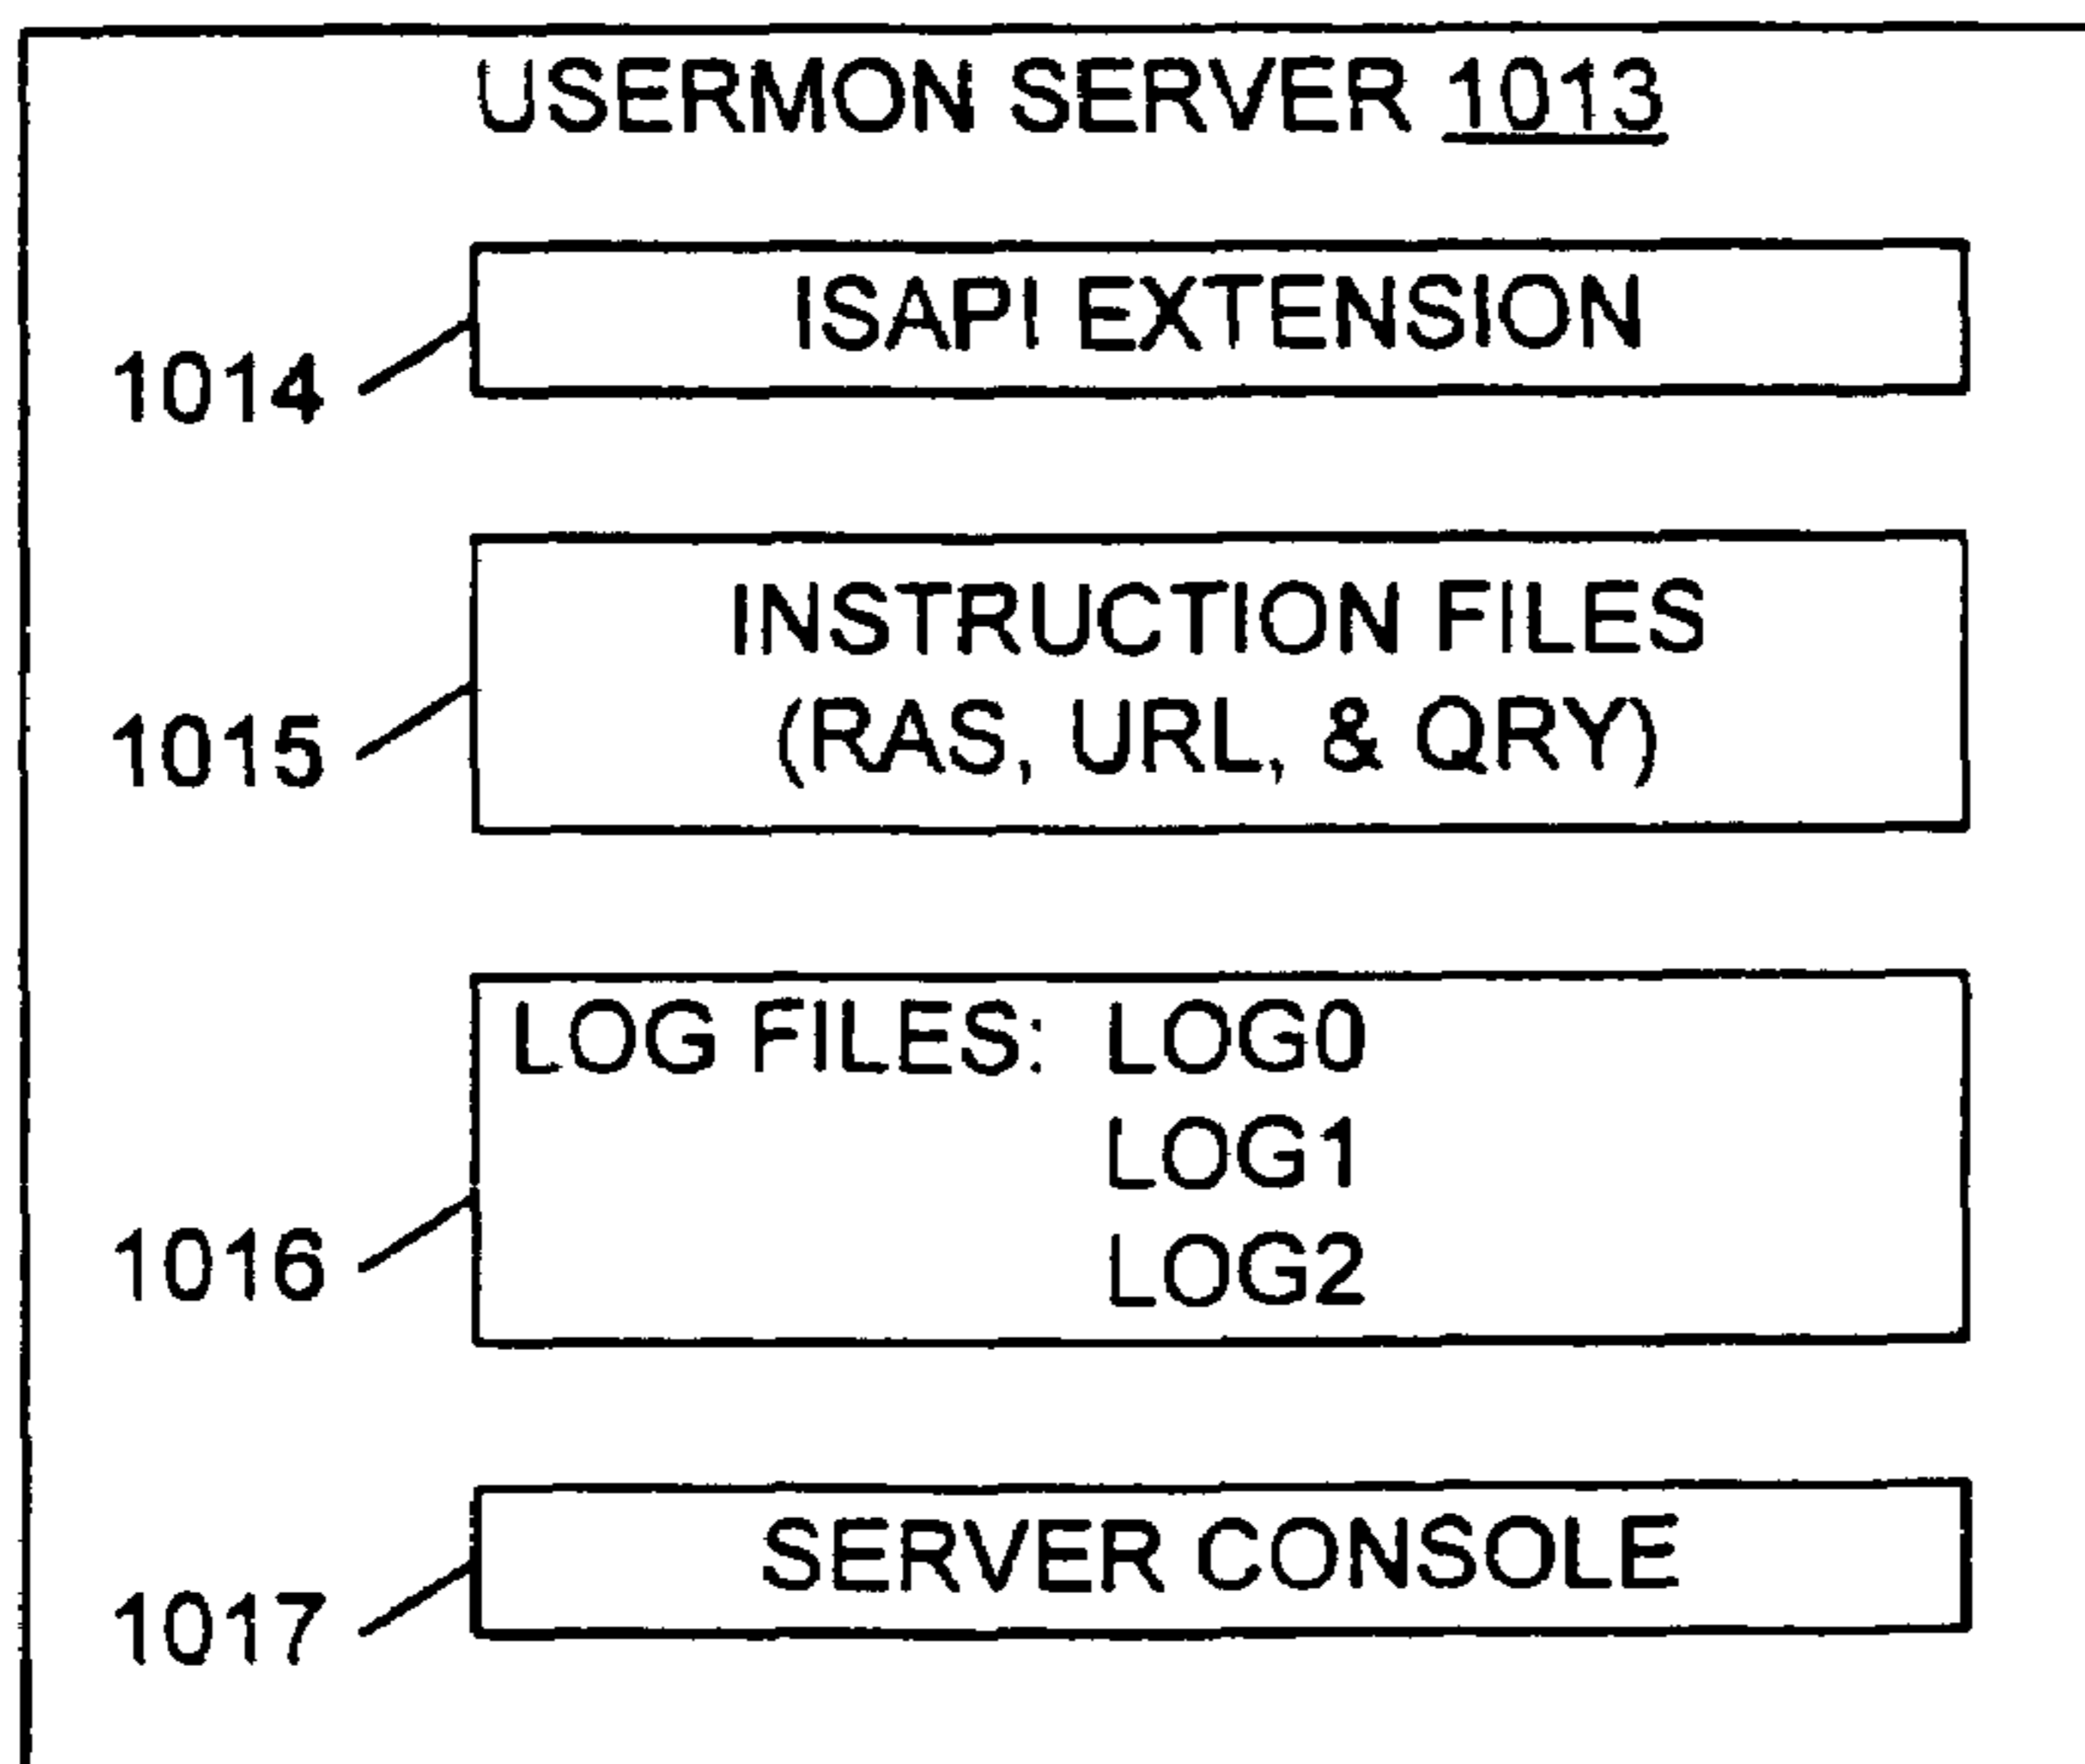 USERMON SERVER 1013
ISAPI EXTENSION
1014
INSTRUCTION FILES
(RAS, URL, & QRY)
1015
LOG FILES: LOG0
LOG1
LOG2
1016
SERVER CONSOLE
1017